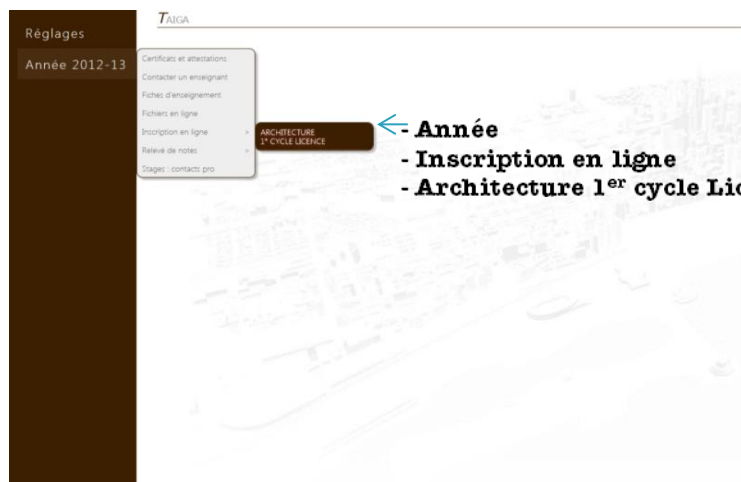 TAIGA
Réglages
Année 2012-13
Certificats et attestations
Contacter un enseignant
Fiches d'enseignement
Fichiers en ligne
Inscription en ligne »
Relevé de notes »
Stages : contacts pro
ARCHITECTURE
1° CYCLE LICENCE
- Année
- Inscription en ligne
- Architecture 1er cycle Lic